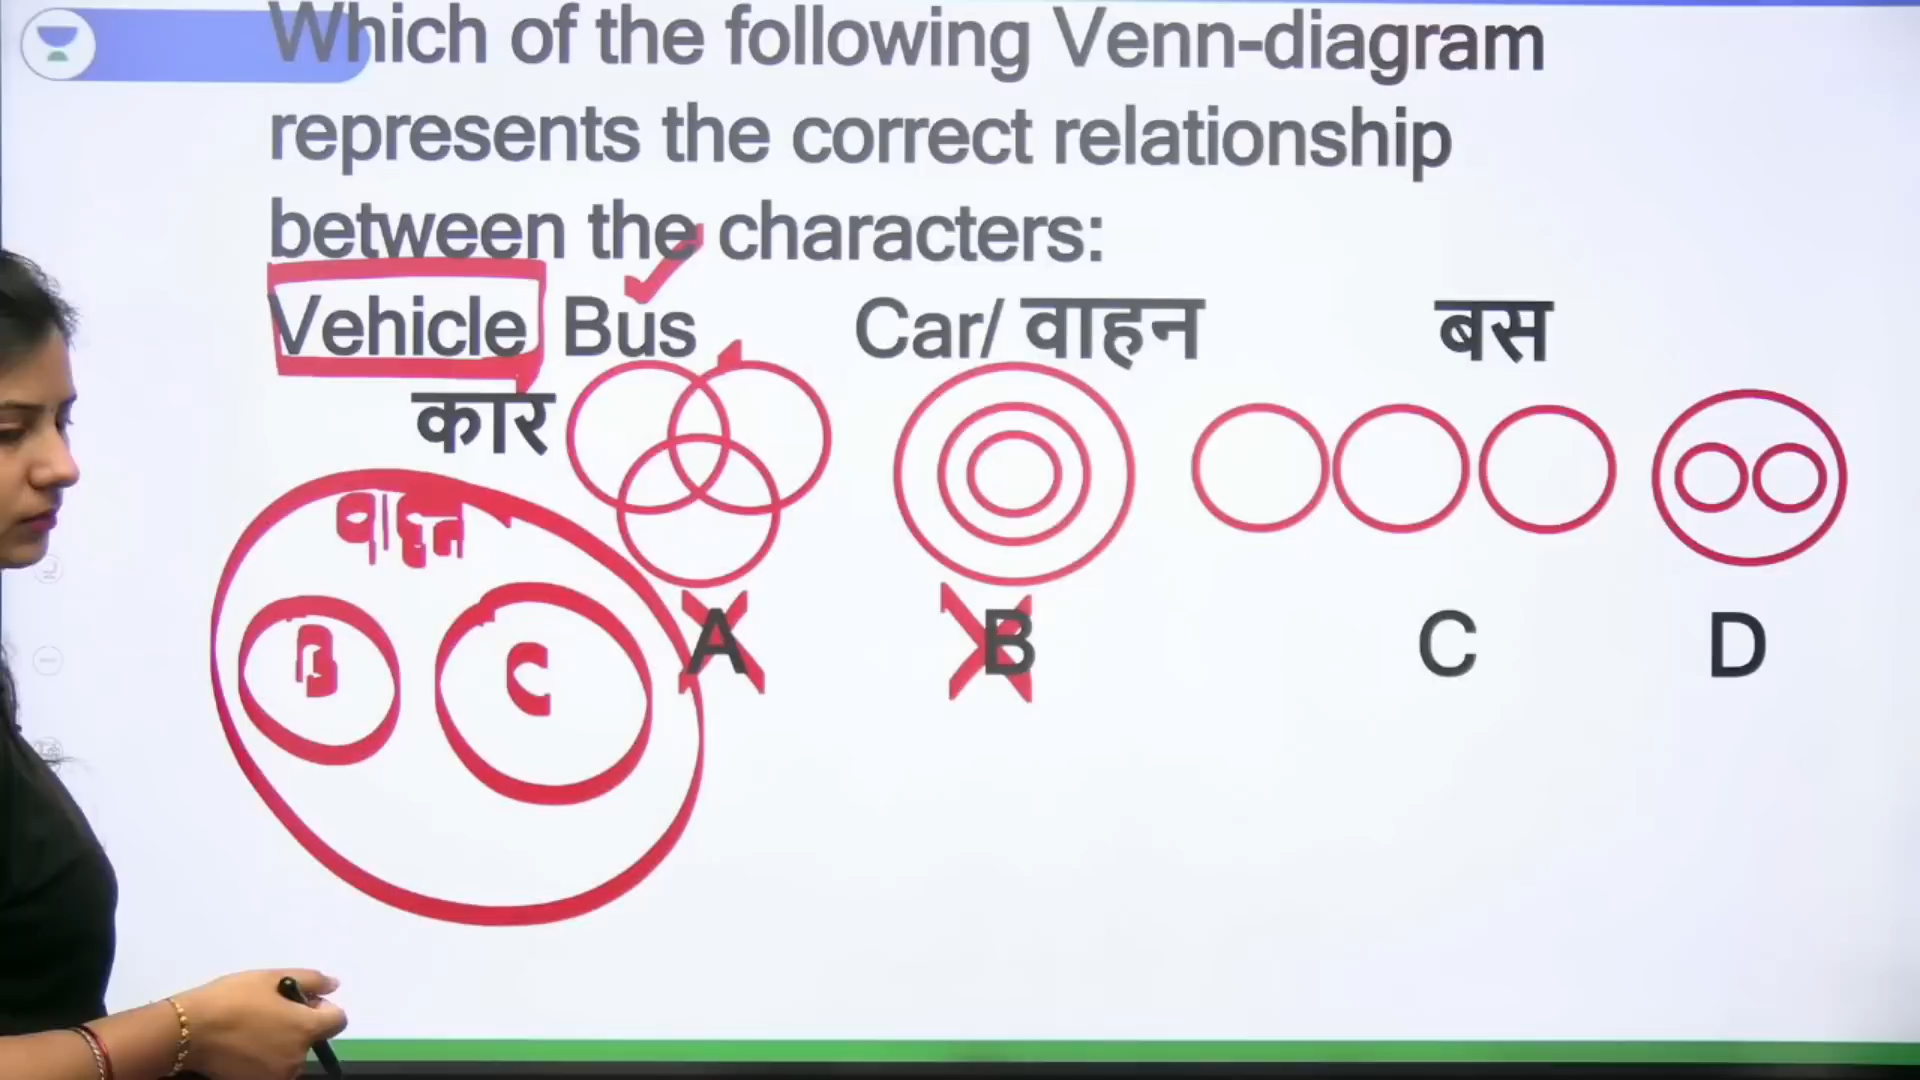 Which of the following Venn-diagram
represents the correct relationship
between the characters:
Vehicle Bus Car/ वाहन बस
कार
वाहन
B C
A B C D